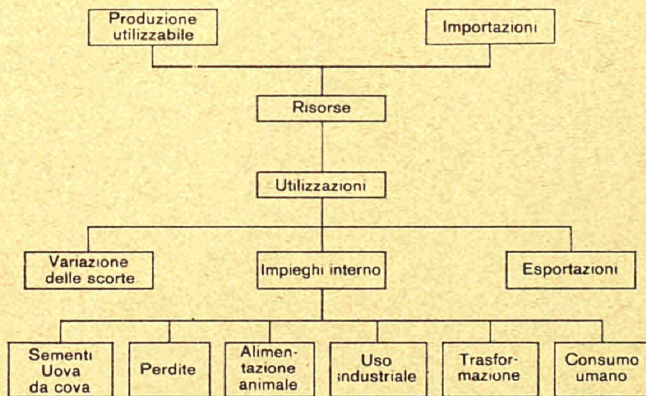 Produzione
utilizzabile
Importazioni
Risorse
Utilizzazioni
Variazione
delle scorte
Impieghi interno
Esportazioni
Sementi
Uova
da cova
Perdite
Alimen-
tazione
animale
Uso
industriale
Trasfor-
mazione
Consumo
umano